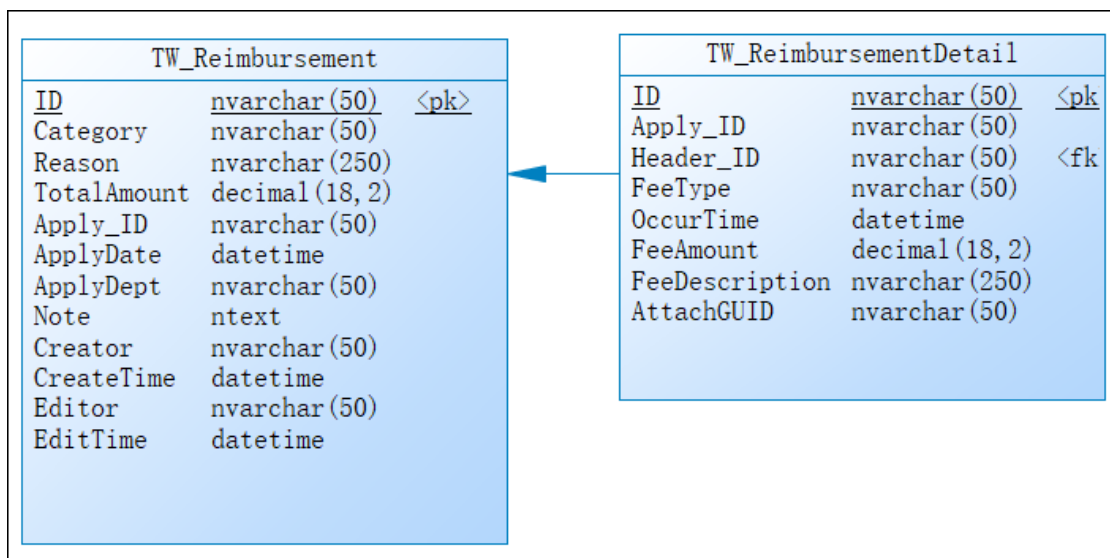 TW_Reimbursement
ID nvarchar(50) <pk>
Category nvarchar(50)
Reason nvarchar(250)
TotalAmount decimal(18,2)
Apply_ID nvarchar(50)
ApplyDate datetime
ApplyDept nvarchar(50)
Note ntext
Creator nvarchar(50)
CreateTime datetime
Editor nvarchar(50)
EditTime datetime
TW_ReimbursementDetail
ID nvarchar(50) <pk
Apply_ID nvarchar(50)
Header_ID nvarchar(50) <fk
FeeType nvarchar(50)
OccurTime datetime
FeeAmount decimal(18,2)
FeeDescription nvarchar(250)
AttachGUID nvarchar(50)